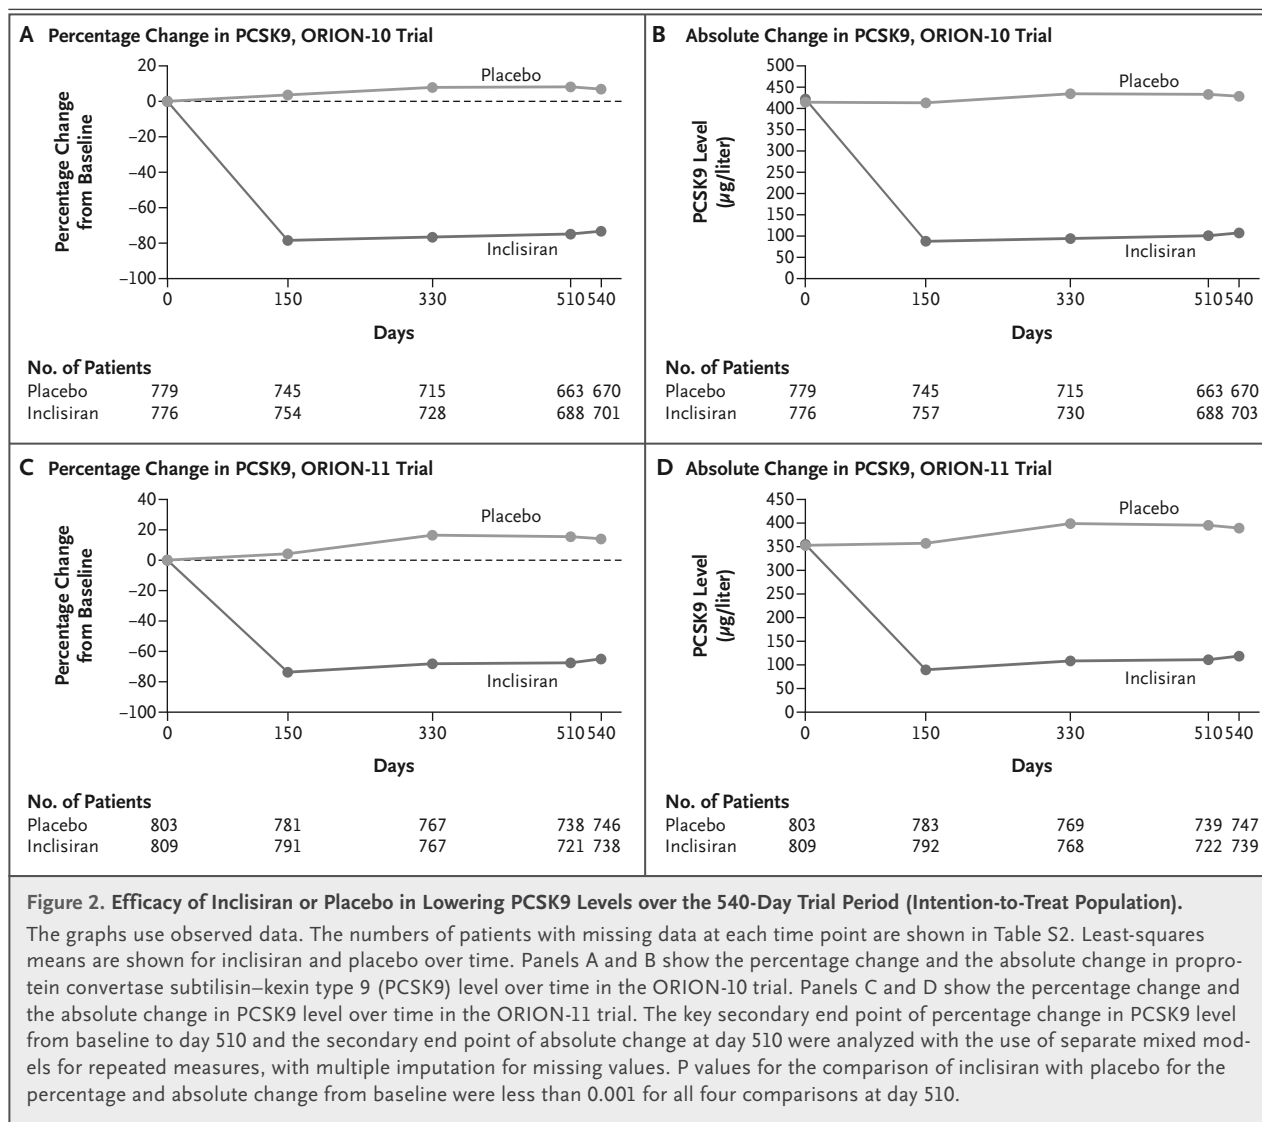 A Percentage Change in PCSK9, ORION-10 Trial
Percentage Change
from Baseline
20
0
−20
−40
−60
−80
−100
Placebo
Inclisiran
0 150 330 510 540
Days
No. of Patients
Placebo 779 745 715 663 670
Inclisiran 776 754 728 688 701
B Absolute Change in PCSK9, ORION-10 Trial
PCSK9 Level
(µg/liter)
500
450
400
350
300
250
200
150
100
50
0
Placebo
Inclisiran
0 150 330 510 540
Days
No. of Patients
Placebo 779 745 715 663 670
Inclisiran 776 757 730 688 703
C Percentage Change in PCSK9, ORION-11 Trial
Percentage Change
from Baseline
40
20
0
−20
−40
−60
−80
−100
Placebo
Inclisiran
0 150 330 510 540
Days
No. of Patients
Placebo 803 781 767 738 746
Inclisiran 809 791 767 721 738
D Absolute Change in PCSK9, ORION-11 Trial
PCSK9 Level
(µg/liter)
450
400
350
300
250
200
150
100
50
0
Placebo
Inclisiran
0 150 330 510 540
Days
No. of Patients
Placebo 803 783 769 739 747
Inclisiran 809 792 768 722 739
Figure 2. Efficacy of Inclisiran or Placebo in Lowering PCSK9 Levels over the 540-Day Trial Period (Intention-to-Treat Population).
The graphs use observed data. The numbers of patients with missing data at each time point are shown in Table S2. Least-squares
means are shown for inclisiran and placebo over time. Panels A and B show the percentage change and the absolute change in propro-
tein convertase subtilisin–kexin type 9 (PCSK9) level over time in the ORION-10 trial. Panels C and D show the percentage change and
the absolute change in PCSK9 level over time in the ORION-11 trial. The key secondary end point of percentage change in PCSK9 level
from baseline to day 510 and the secondary end point of absolute change at day 510 were analyzed with the use of separate mixed mod-
els for repeated measures, with multiple imputation for missing values. P values for the comparison of inclisiran with placebo for the
percentage and absolute change from baseline were less than 0.001 for all four comparisons at day 510.